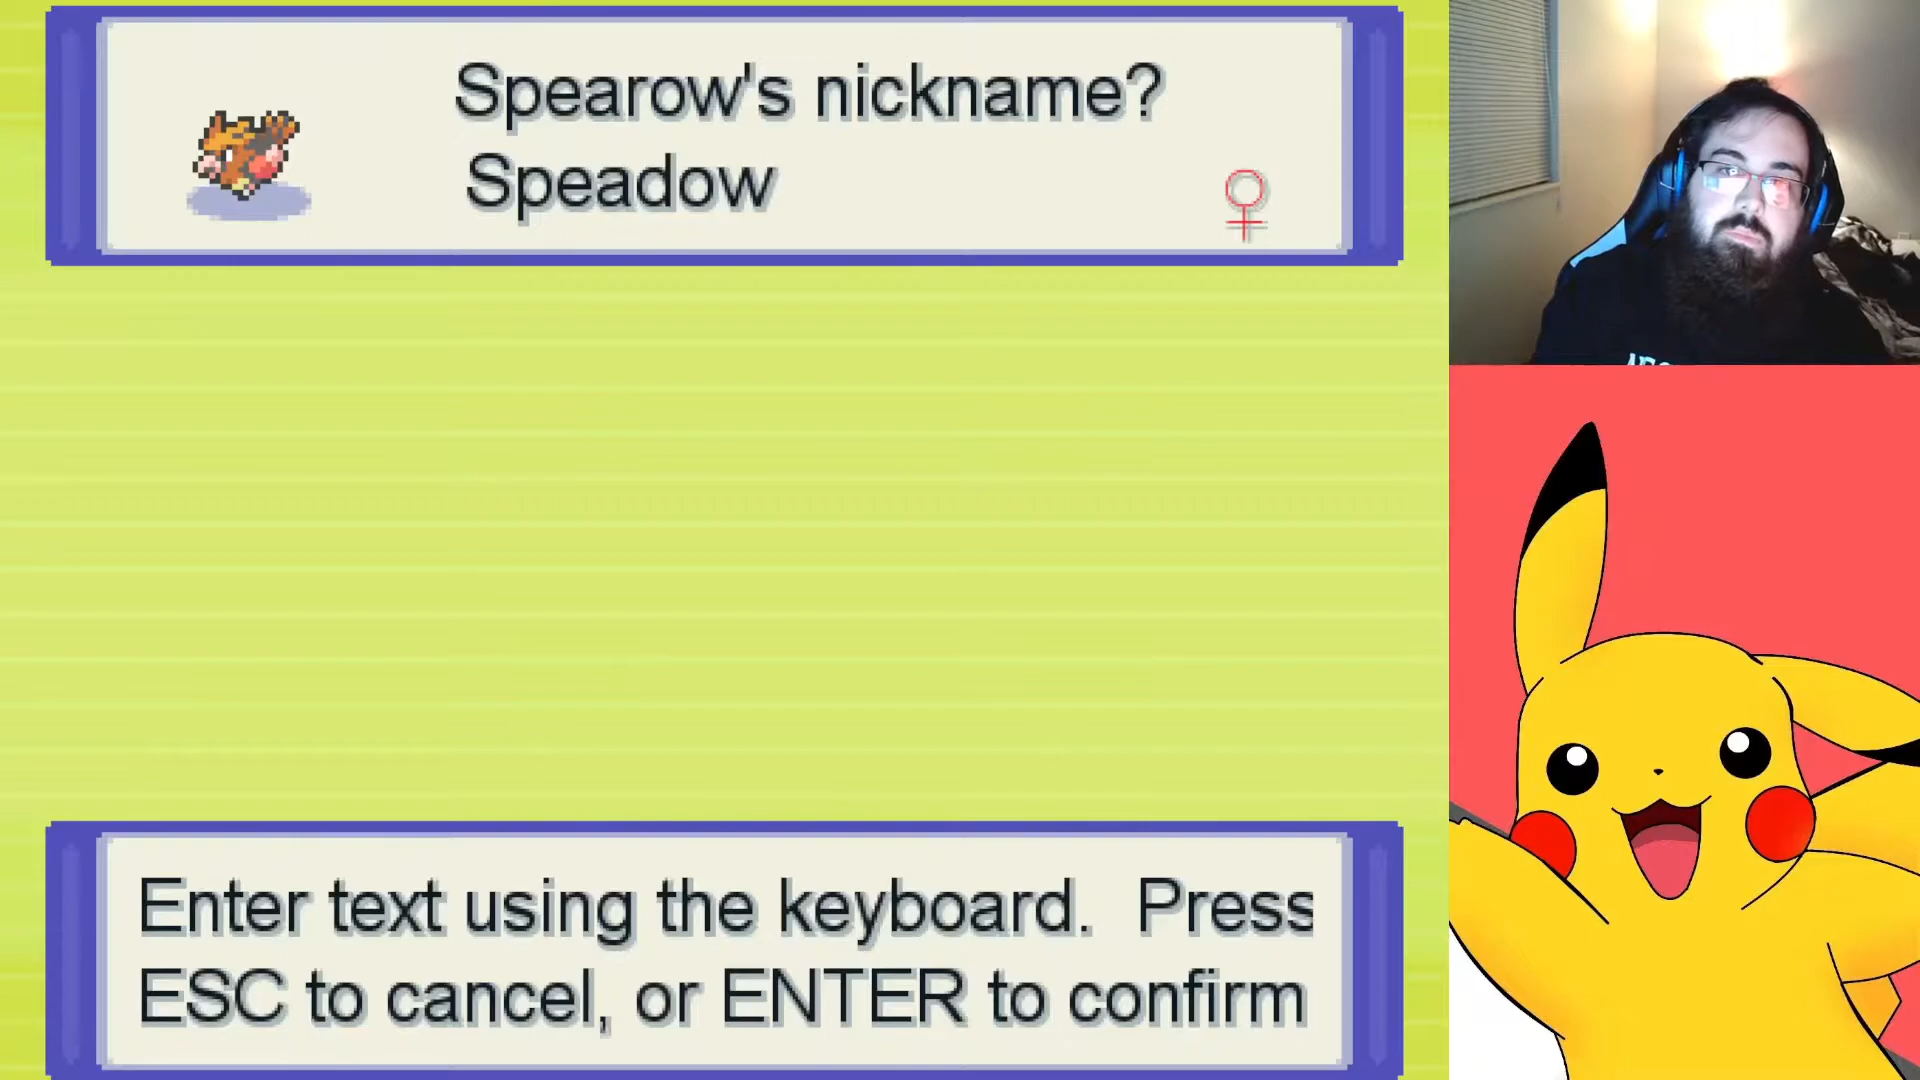 Spearow's nickname?
Speadow
♀
Enter text using the keyboard. Press
ESC to cancel, or ENTER to confirm